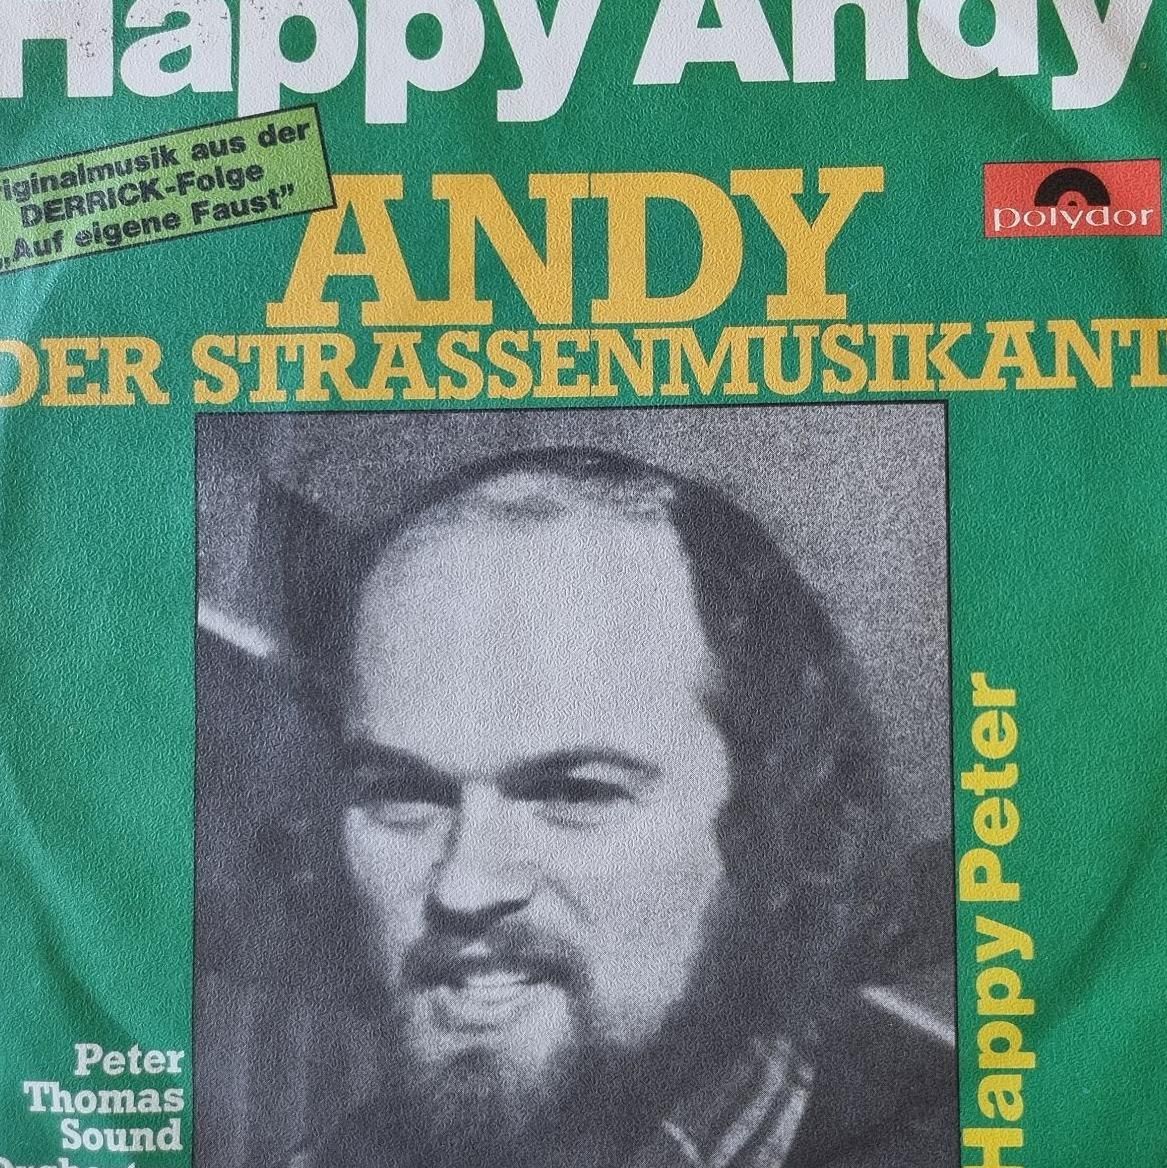 Happy Andy
iginalmusik aus der
DERRICK-Folge
„Auf eigene Faust”
ANDY
DER STRASSENMUSIKANT
polydor
Happy Peter
Peter
Thomas
Sound